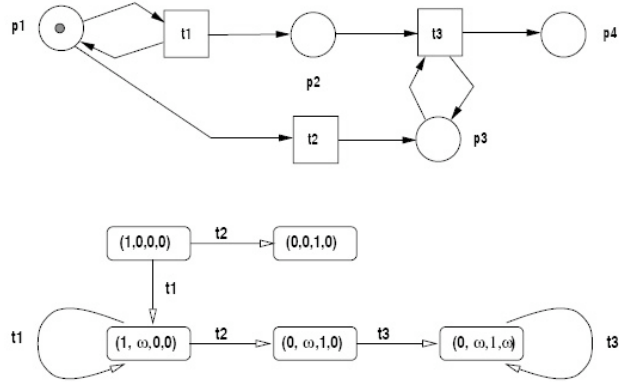 p1
t1
p2
t3
p4
t2
p3
(1,0,0,0)
t2
(0,0,1,0)
t1
t1
(1, ω,0,0)
t2
(0, ω,1,0)
t3
(0, ω,1,ω)
t3